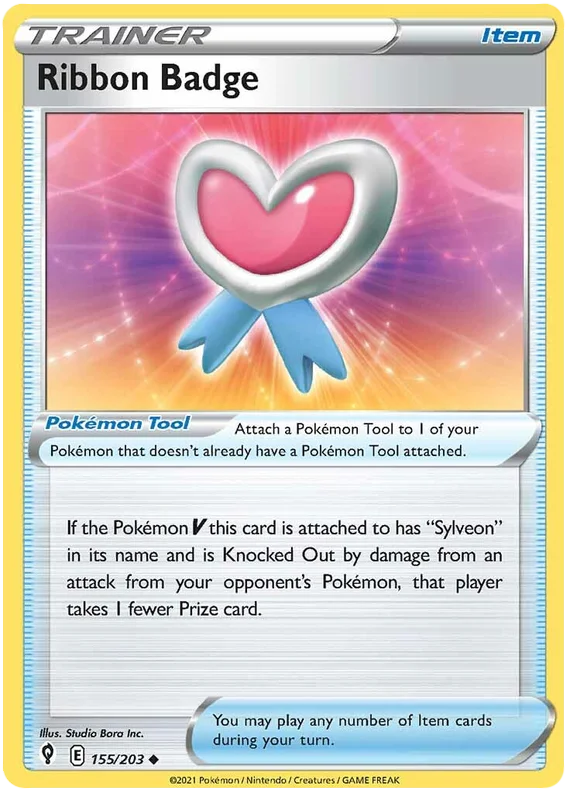 TRAINER Item
Ribbon Badge
Pokémon Tool Attach a Pokémon Tool to 1 of your
Pokémon that doesn't already have a Pokémon Tool attached.
If the Pokémon V this card is attached to has “Sylveon”
in its name and is Knocked Out by damage from an
attack from your opponent's Pokémon, that player
takes 1 fewer Prize card.
Illus. Studio Bora Inc.
You may play any number of Item cards
during your turn.
E 155/203
©2021 Pokémon / Nintendo / Creatures / GAME FREAK